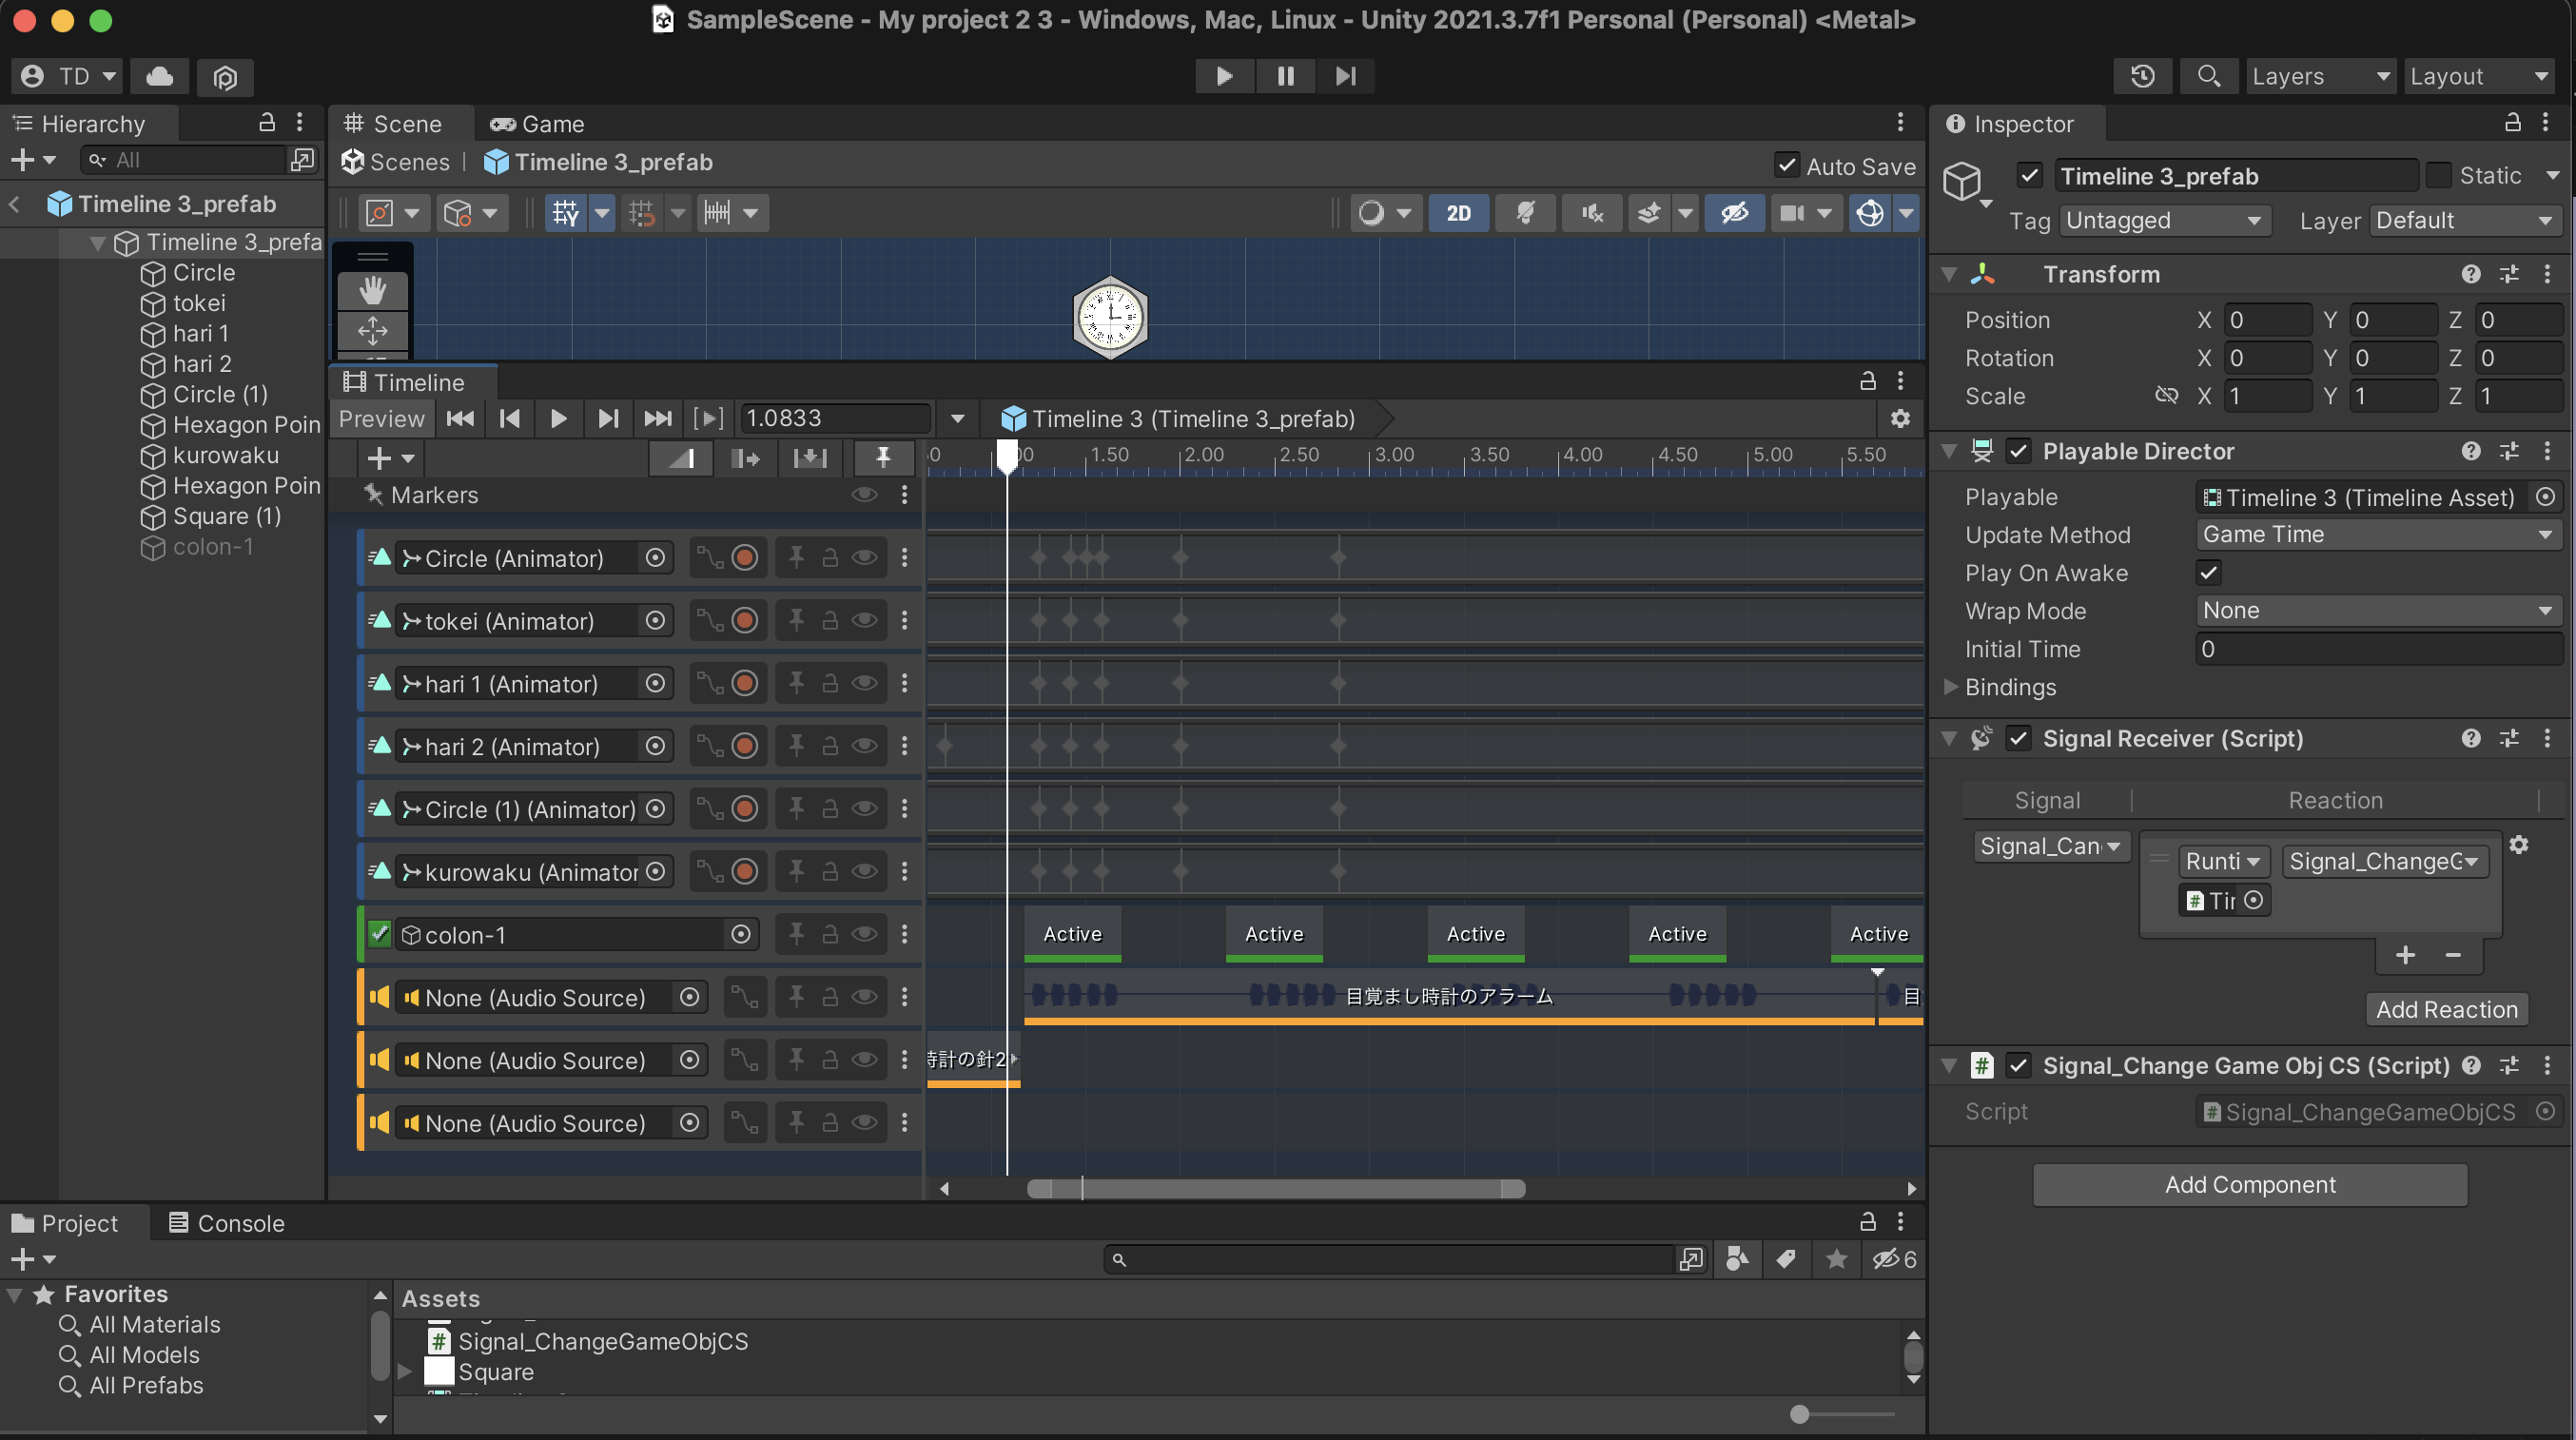 SampleScene - My project 2 3 - Windows, Mac, Linux - Unity 2021.3.7f1 Personal (Personal) <Metal>
TD
Layers
Layout
Hierarchy
All
Timeline 3_prefab
Timeline 3_prefa
Circle
tokei
hari 1
hari 2
Circle (1)
Hexagon Poin
kurowaku
Hexagon Poin
Square (1)
colon-1
Scene
Game
Scenes
Timeline 3_prefab
Auto Save
2D
Timeline
Preview
1.0833
Timeline 3 (Timeline 3_prefab)
1.50 2.00 2.50 3.00 3.50 4.00 4.50 5.00 5.50
Markers
Circle (Animator)
tokei (Animator)
hari 1 (Animator)
hari 2 (Animator)
Circle (1) (Animator)
kurowaku (Animator
colon-1
Active Active Active Active Active
None (Audio Source)
目覚まし時計のアラーム 目
None (Audio Source)
計の針2
None (Audio Source)
Project
Console
6
Favorites
All Materials
All Models
All Prefabs
Assets
Signal_ChangeGameObjCS
Square
Inspector
Timeline 3_prefab
Static
Tag Untagged Layer Default
Transform
Position X 0 Y 0 Z 0
Rotation X 0 Y 0 Z 0
Scale X 1 Y 1 Z 1
Playable Director
Playable Timeline 3 (Timeline Asset)
Update Method Game Time
Play On Awake
Wrap Mode None
Initial Time 0
Bindings
Signal Receiver (Script)
Signal Reaction
Signal_Can
Runti Signal_ChangeG
Tir
Add Reaction
Signal_Change Game Obj CS (Script)
Script Signal_ChangeGameObjCS
Add Component